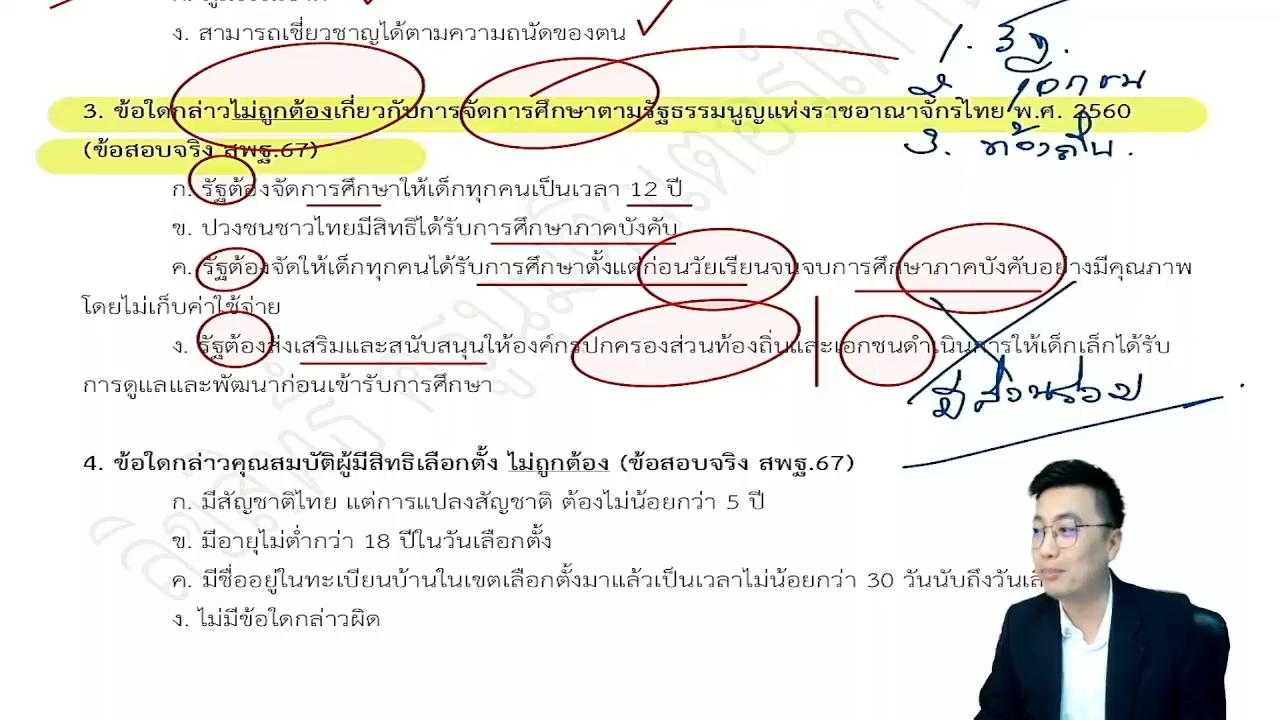 ง. สามารถเชี่ยวชาญได้ตามความถนัดของตน
1. รัฐ.
2. เอกชน
3. ท้องถิ่น.
3. ข้อใดกล่าวไม่ถูกต้องเกี่ยวกับการจัดการศึกษาตามรัฐธรรมนูญแห่งราชอาณาจักรไทย พ.ศ. 2560
(ข้อสอบจริง สพฐ.67)
ก. รัฐต้องจัดการศึกษาให้เด็กทุกคนเป็นเวลา 12 ปี
ข. ปวงชนชาวไทยมีสิทธิได้รับการศึกษาภาคบังคับ
ค. รัฐต้องจัดให้เด็กทุกคนได้รับการศึกษาตั้งแต่ก่อนวัยเรียนจนจบการศึกษาภาคบังคับอย่างมีคุณภาพ
โดยไม่เก็บค่าใช้จ่าย
ง. รัฐต้องส่งเสริมและสนับสนุนให้องค์กรปกครองส่วนท้องถิ่นและเอกชนดำเนินการให้เด็กเล็กได้รับ
การดูแลและพัฒนาก่อนเข้ารับการศึกษา
มีส่วนร่วม
4. ข้อใดกล่าวคุณสมบัติผู้มีสิทธิเลือกตั้ง ไม่ถูกต้อง (ข้อสอบจริง สพฐ.67)
ก. มีสัญชาติไทย แต่การแปลงสัญชาติ ต้องไม่น้อยกว่า 5 ปี
ข. มีอายุไม่ต่ำกว่า 18 ปีในวันเลือกตั้ง
ค. มีชื่ออยู่ในทะเบียนบ้านในเขตเลือกตั้งมาแล้วเป็นเวลาไม่น้อยกว่า 30 วันนับถึงวัน
ง. ไม่มีข้อใดกล่าวผิด